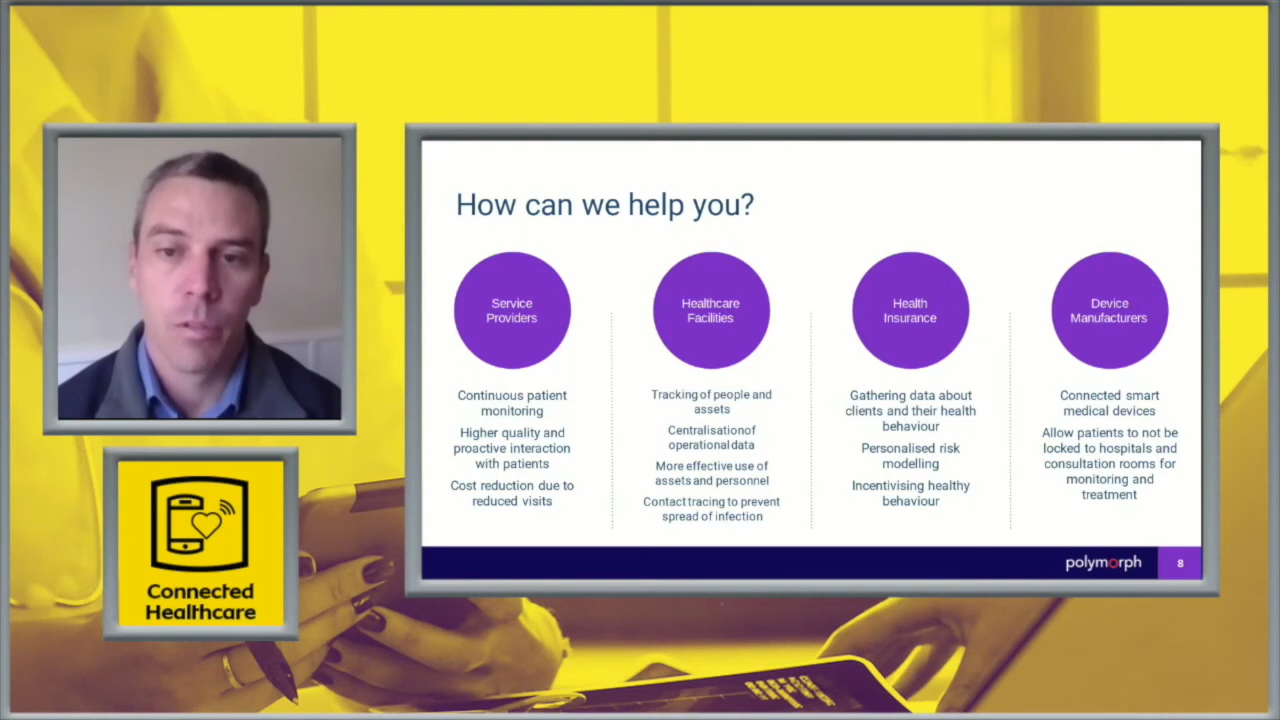 How can we help you?
Service
Providers
Continuous patient
monitoring
Higher quality and
proactive interaction
with patients
Cost reduction due to
reduced visits
Healthcare
Facilities
Tracking of people and
assets
Centralisation of
operational data
More effective use of
assets and personnel
Contact tracing to prevent
spread of infection
Health
Insurance
Gathering data about
clients and their health
behaviour
Personalised risk
modelling
Incentivising healthy
behaviour
Device
Manufacturers
Connected smart
medical devices
Allow patients to not be
locked to hospitals and
consultation rooms for
monitoring and
treatment
polymorph
8
Connected
Healthcare